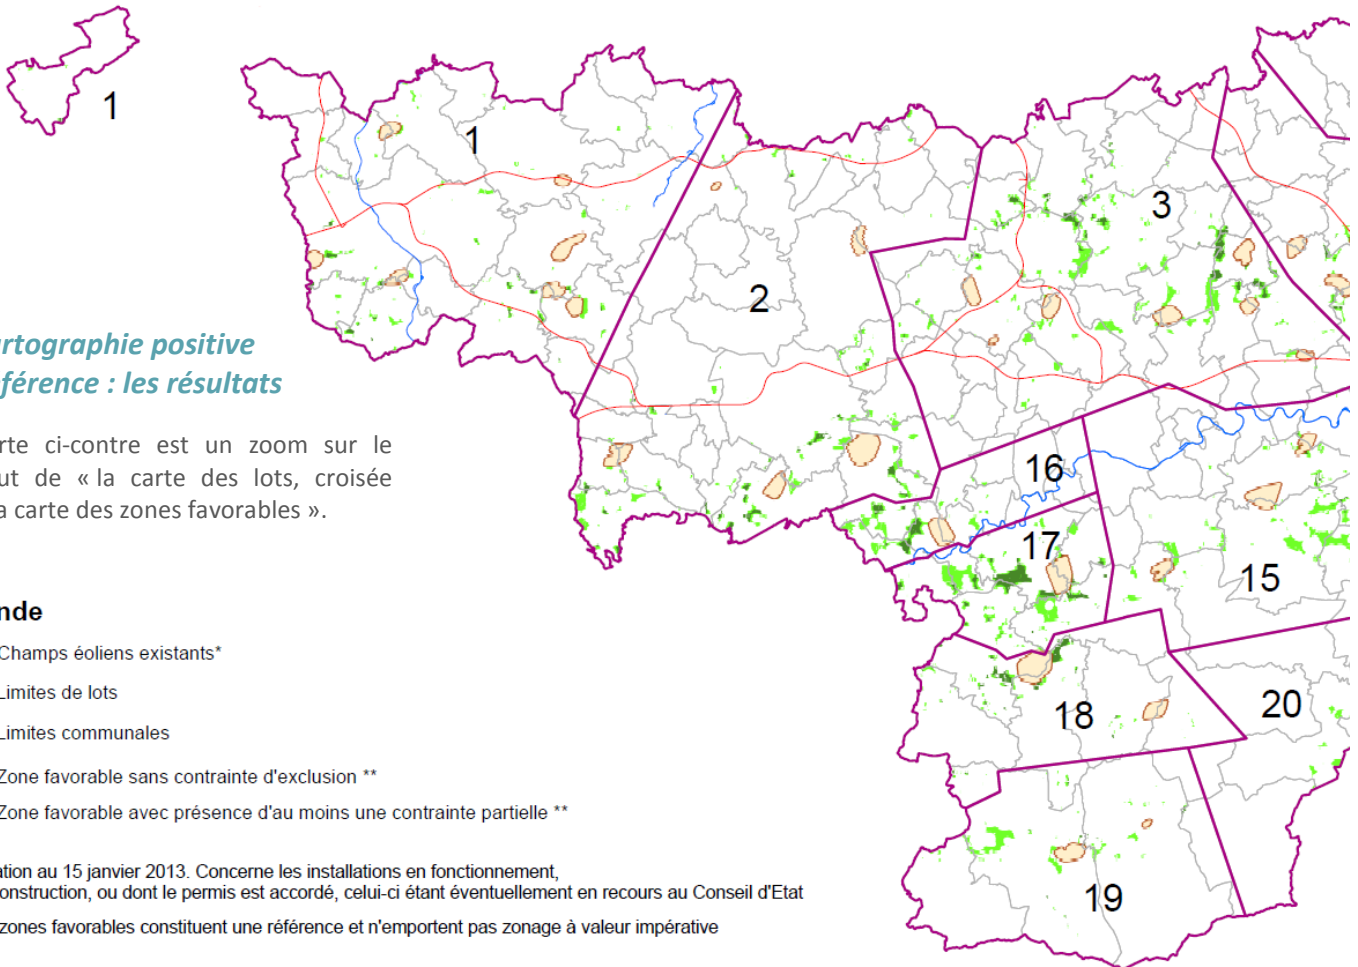 1
1
3
2
rtographie positive
férence : les résultats
rte ci-contre est un zoom sur le
ut de « la carte des lots, croisée
a carte des zones favorables ».
16
17
15
nde
Champs éoliens existants*
Limites de lots
Limites communales
Zone favorable sans contrainte d'exclusion **
Zone favorable avec présence d'au moins une contrainte partielle **
18
20
ation au 15 janvier 2013. Concerne les installations en fonctionnement,
onstruction, ou dont le permis est accordé, celui-ci étant éventuellement en recours au Conseil d'Etat
zones favorables constituent une référence et n'emportent pas zonage à valeur impérative
19